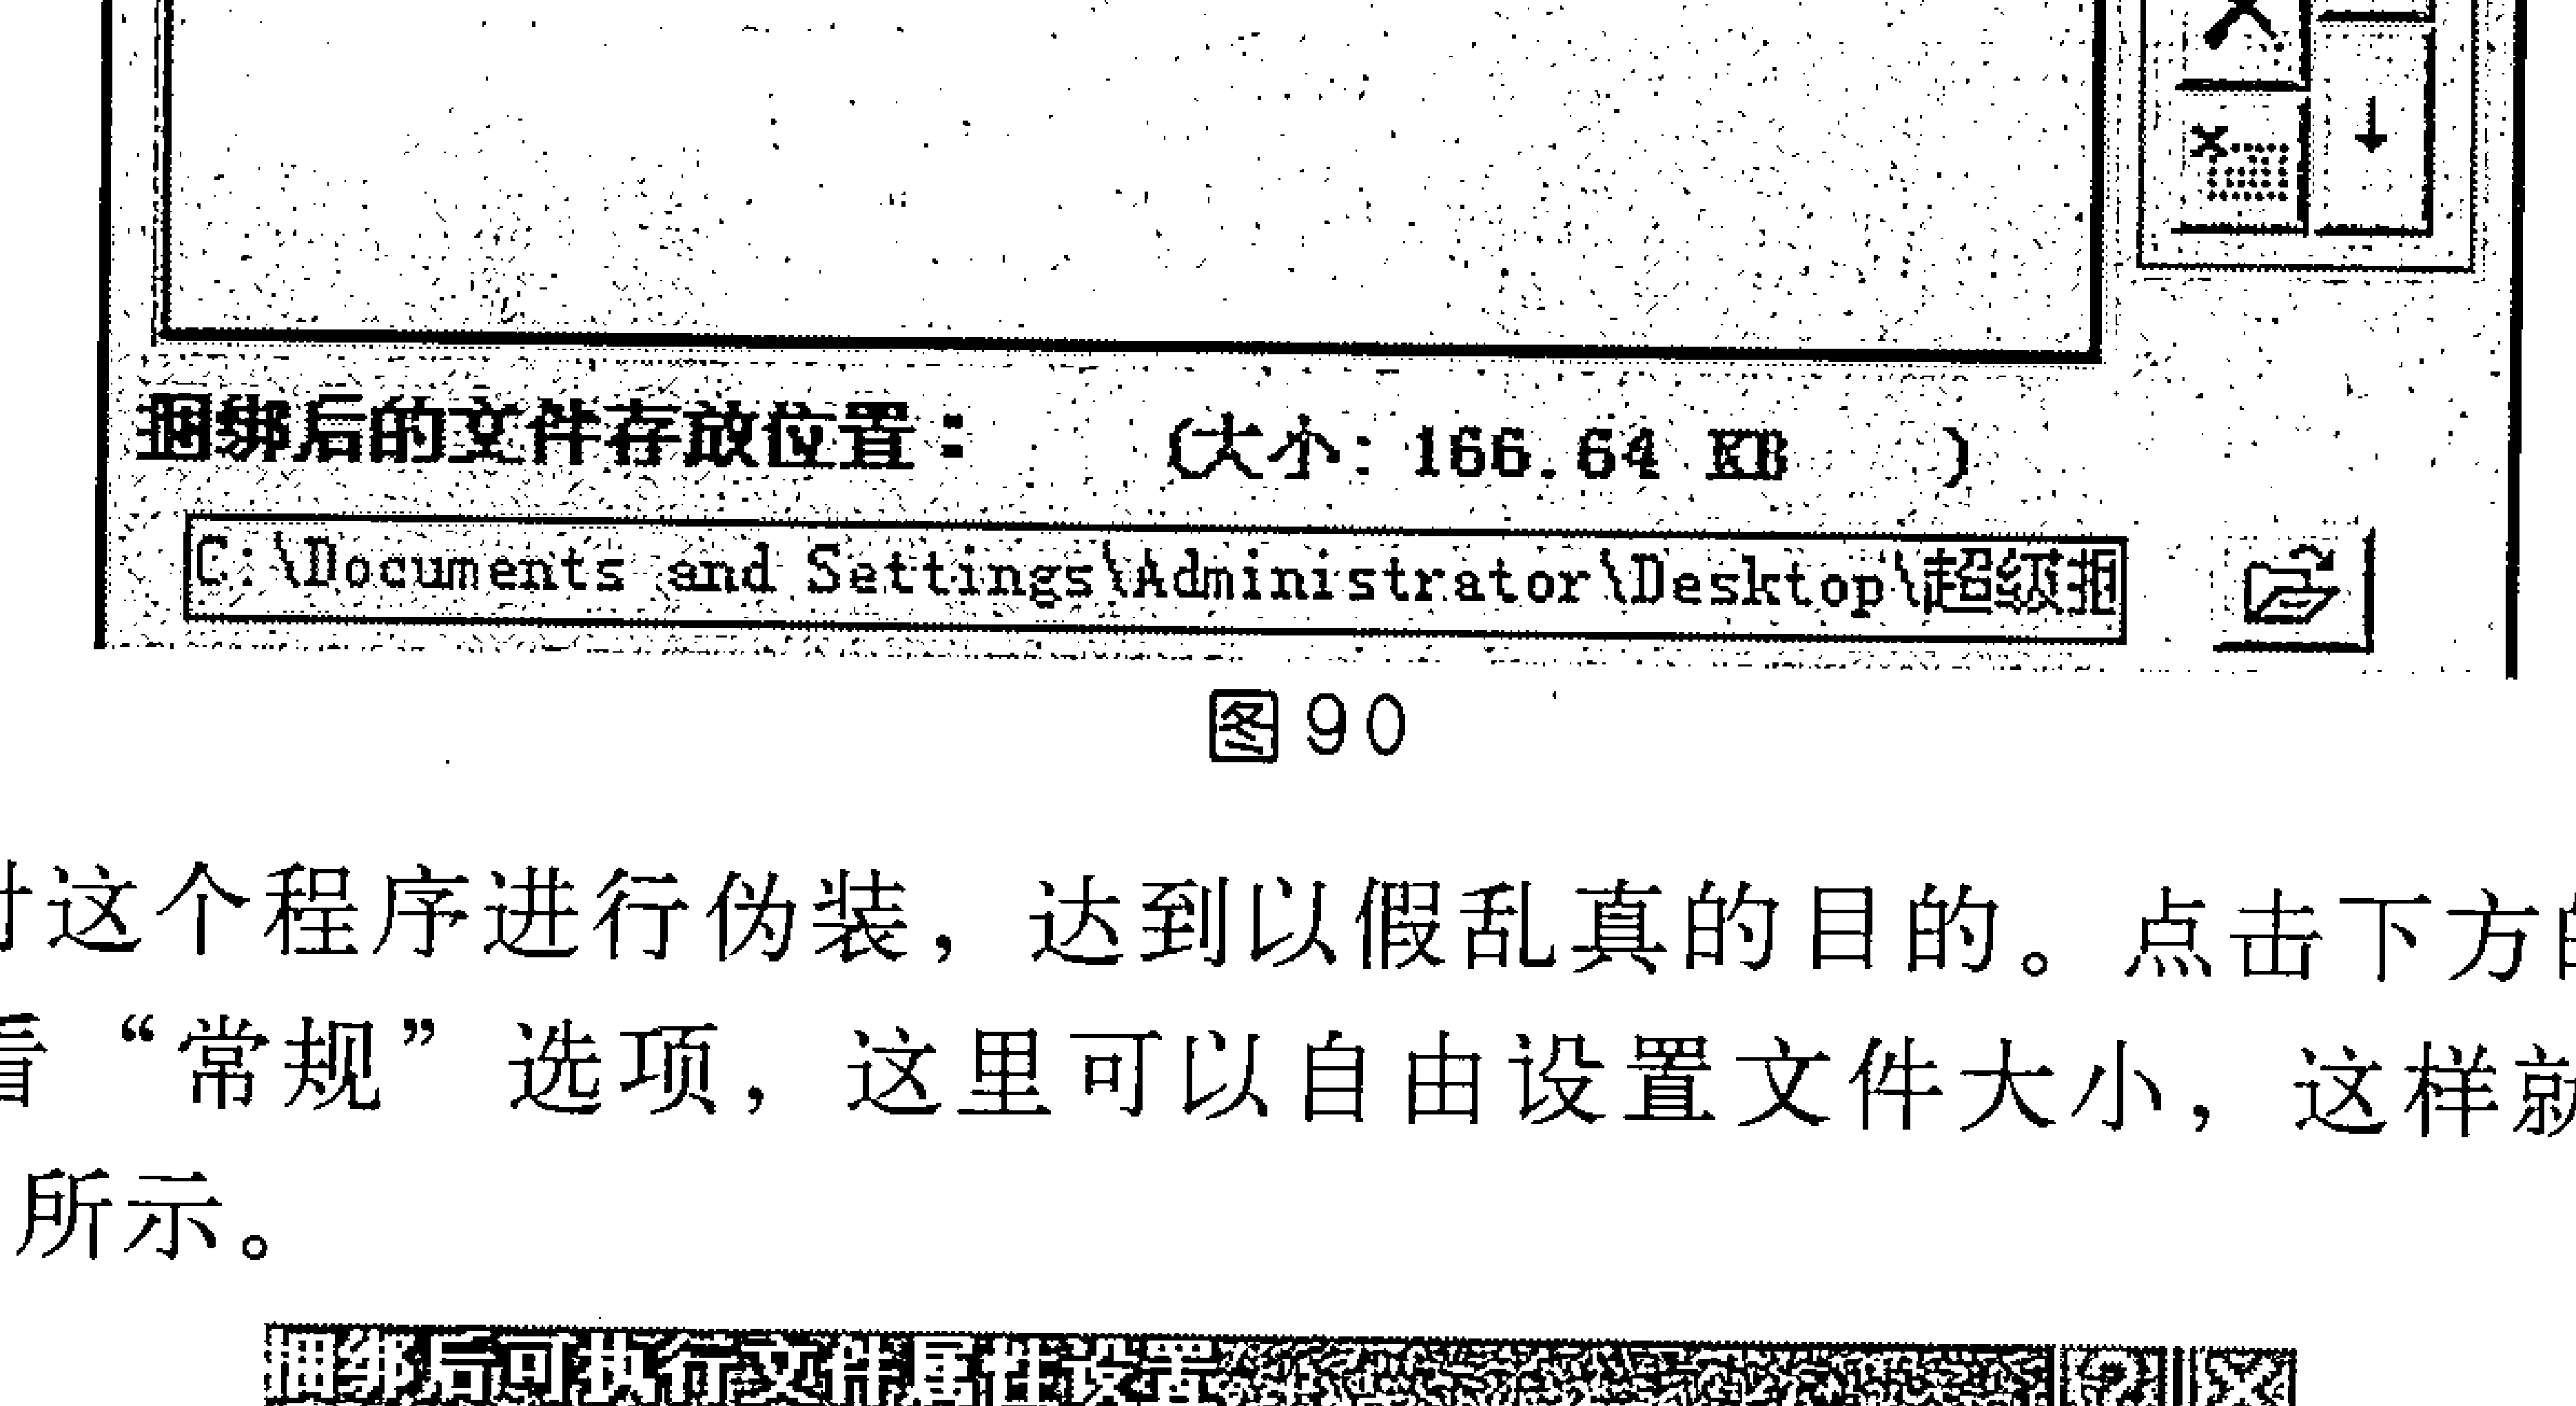 捆绑后的文件存放位置： (大小: 166.64 KB )
C:\Documents and Settings\Administrator\Desktop\超级捆
图90
对这个程序进行伪装，达到以假乱真的目的。点击下方的
看“常规”选项，这里可以自由设置文件大小，这样就
所示。
捆绑后可执行文件属性设置